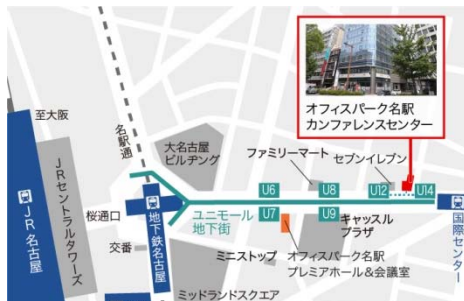 オフィスパーク名駅
カンファレンスセンター
至大阪
名駅通
大名古屋
ビルヂング
ファミリーマート
セブンイレブン
JRセントラルタワーズ
JR名古屋
桜通口
地下鉄名古屋
ユニモール
地下街
U6
U8
U12
U14
U7
U9
キャッスル
プラザ
国際センター
交番
ミニストップ
オフィスパーク名駅
プレミアホール&会議室
ミッドランドスクエア